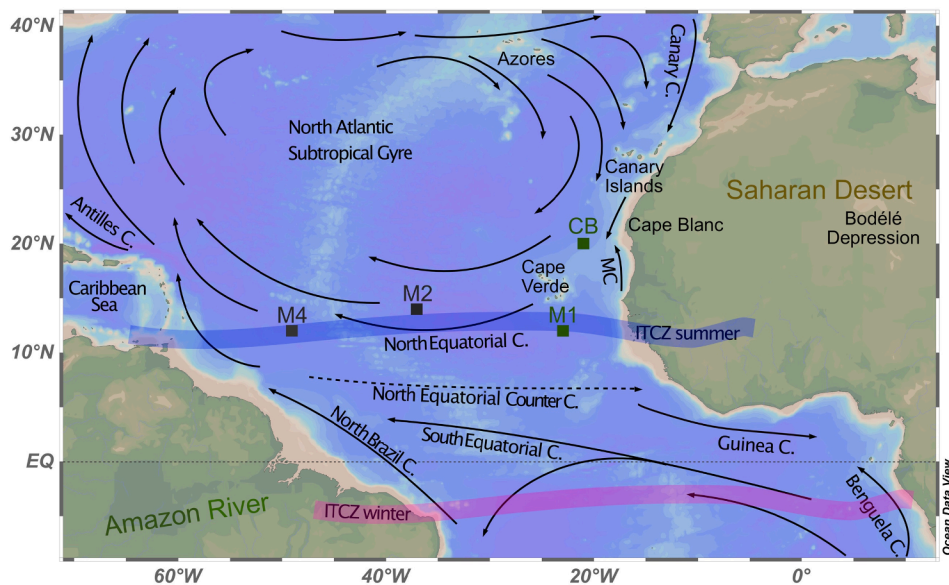 40°N
30°N
20°N
10°N
EQ
60°W
40°W
20°W
0°
Azores
Canary C.
North Atlantic
Subtropical Gyre
Canary
Islands
Saharan Desert
Bodélé
Depression
Antilles C.
CB
Cape Blanc
MC
Cape
Verde
Caribbean
Sea
M2
M4
M1
ITCZ summer
North Equatorial C.
North Equatorial Counter C.
North Brazil C.
South Equatorial C.
Guinea C.
Amazon River
ITCZ winter
Benguela C.
Ocean Data View